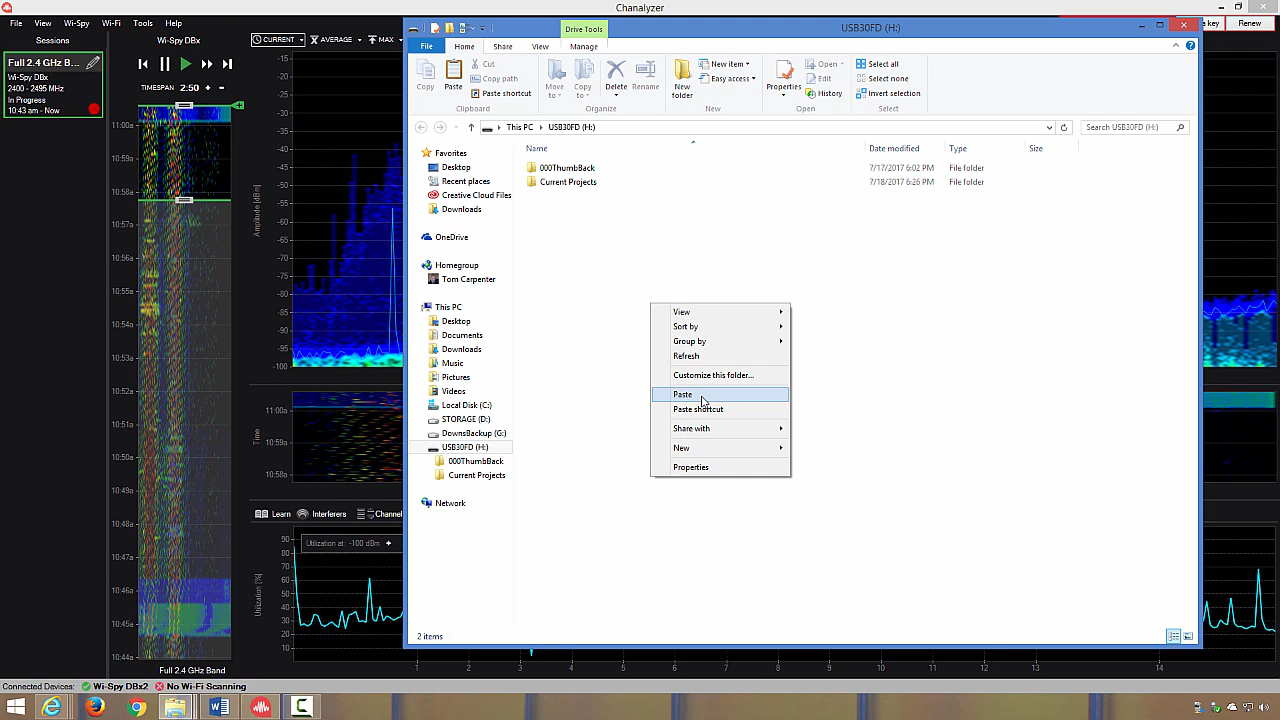 Chanalyzer
File View Wi-Spy Wi-Fi Tools Help
Renew
Sessions
Full 2.4 GHz B...
Wi-Spy DBx
2400 - 2495 MHz
In Progress
10:43 am - Now
Wi-Spy DBx
TIMESPAN 2.50 + -
11:00a
10:59a
10:58a
10:57a
10:56a
10:55a
10:54a
10:53a
10:52a
10:51a
10:50a
10:49a
10:48a
10:47a
10:46a
10:45a
10:44a
Full 2.4 GHz Band
CURRENT AVERAGE MAX
Amplitude [dBm]
-15
-20
-25
-30
-35
-40
-45
-50
-55
-60
-65
-70
-75
-80
-85
-90
-95
-100
Time
11:00a
10:59a
10:58a
Learn Interferers Channel
Utilization at: -100 dBm +
Utilization [%]
90
80
70
60
50
40
30
20
10
1 2 3 4 5 6 7 8 9 10 11 12 13 14
Connected Devices: Wi-Spy DBx2 No Wi-Fi Scanning
Drive Tools
USB30FD (H:)
File Home Share View Manage
Copy
Paste
Cut
Copy path
Paste shortcut
Clipboard
Move to
Copy to
Delete
Rename
Organize
New folder
New item
Easy access
New
Properties
Open
Edit
History
Open
Select all
Select none
Invert selection
Select
This PC USB30FD (H:)
Search USB30FD (H:)
Name Date modified Type Size
000ThumbBack 7/17/2017 6:02 PM File folder
Current Projects 7/18/2017 6:26 PM File folder
Favorites
Desktop
Recent places
Creative Cloud Files
Downloads
OneDrive
Homegroup
Tom Carpenter
This PC
Desktop
Documents
Downloads
Music
Pictures
Videos
Local Disk (C:)
STORAGE (D:)
DownsBackup (G:)
USB30FD (H:)
000ThumbBack
Current Projects
Network
View
Sort by
Group by
Refresh
Customize this folder...
Paste
Paste shortcut
Share with
New
Properties
2 items